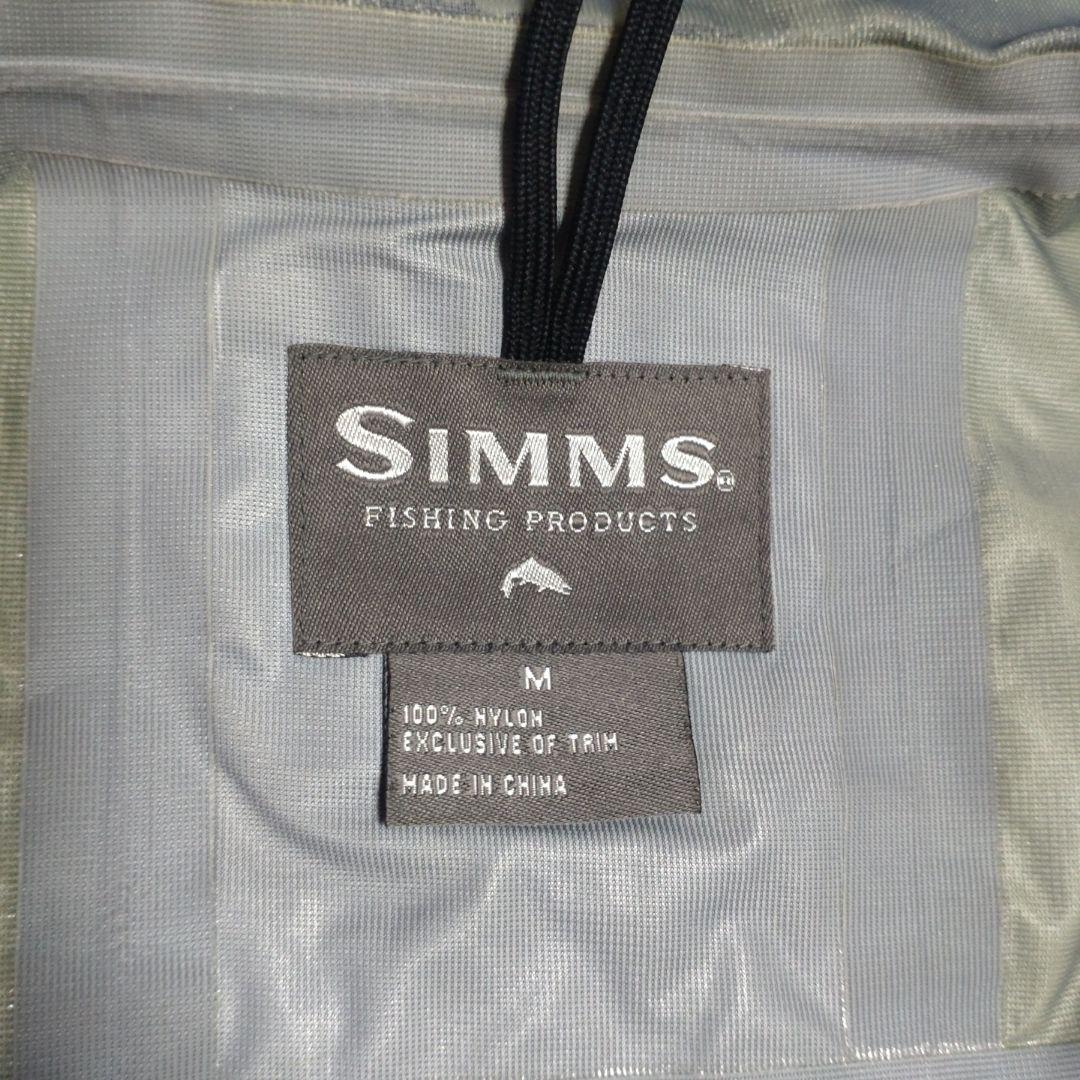 SIMMS®
FISHING PRODUCTS
M
100% NYLON
EXCLUSIVE OF TRIM
MADE IN CHINA